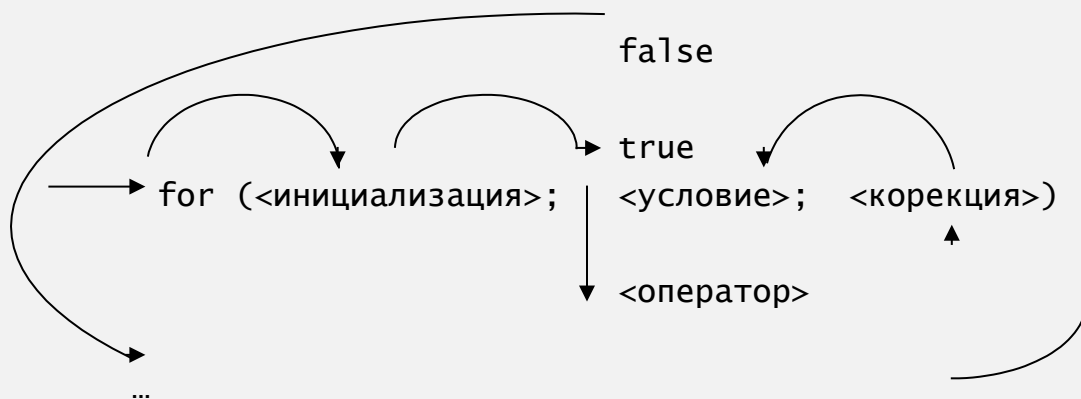 false
true
for (<инициализация>; <условие>; <корекция>)
<оператор>
…